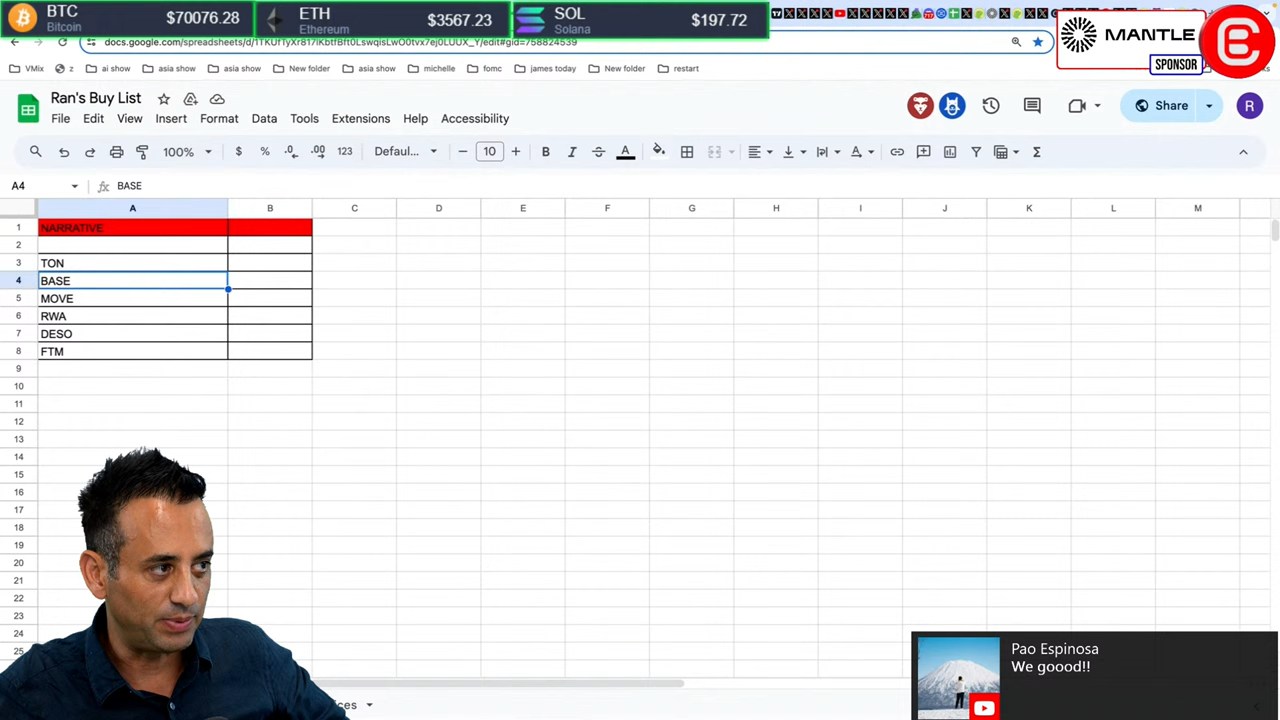 BTC
Bitcoin
$70076.28
ETH
Ethereum
$3567.23
SOL
Solana
$197.72
MANTLE
SPONSOR
VMix
z
ai show
asia show
asia show
New folder
asia show
michelle
fomc
james today
New folder
restart
Ran's Buy List
File Edit View Insert Format Data Tools Extensions Help Accessibility
Share
R
100%
$ % .0 .00 123
Defaul...
10
A4
fx BASE
A B C D E F G H I J K L M
1 NARRATIVE
2
3 TON
4 BASE
5 MOVE
6 RWA
7 DESO
8 FTM
9
10
11
12
13
14
15
16
17
18
19
20
21
22
23
24
25
Pao Espinosa
We goood!!